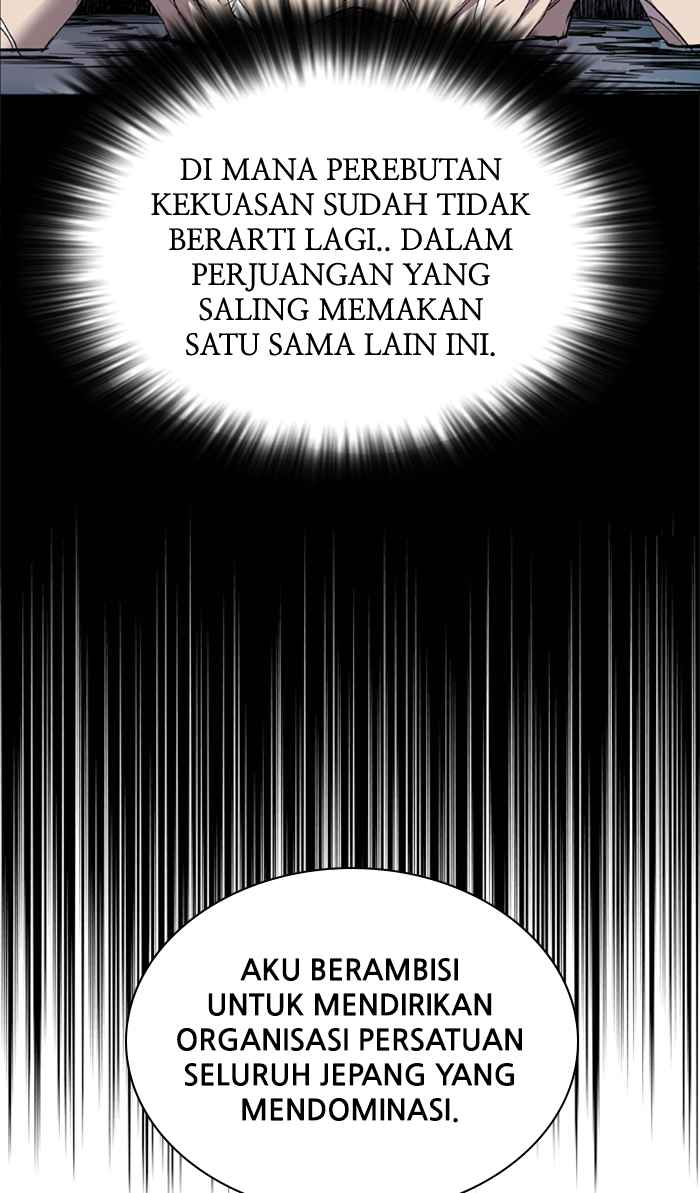 DI MANA PEREBUTAN
KEKUASAN SUDAH TIDAK
BERARTI LAGI.. DALAM
PERJUANGAN YANG
SALING MEMAKAN
SATU SAMA LAIN INI.
AKU BERAMBISI
UNTUK MENDIRIKAN
ORGANISASI PERSATUAN
SELURUH JEPANG YANG
MENDOMINASI.